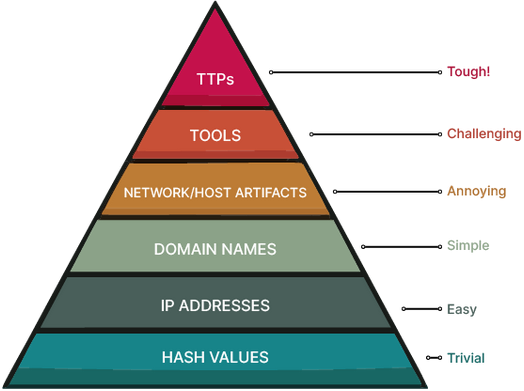 TTPs
Tough!
TOOLS
Challenging
NETWORK/HOST ARTIFACTS
Annoying
DOMAIN NAMES
Simple
IP ADDRESSES
Easy
HASH VALUES
Trivial